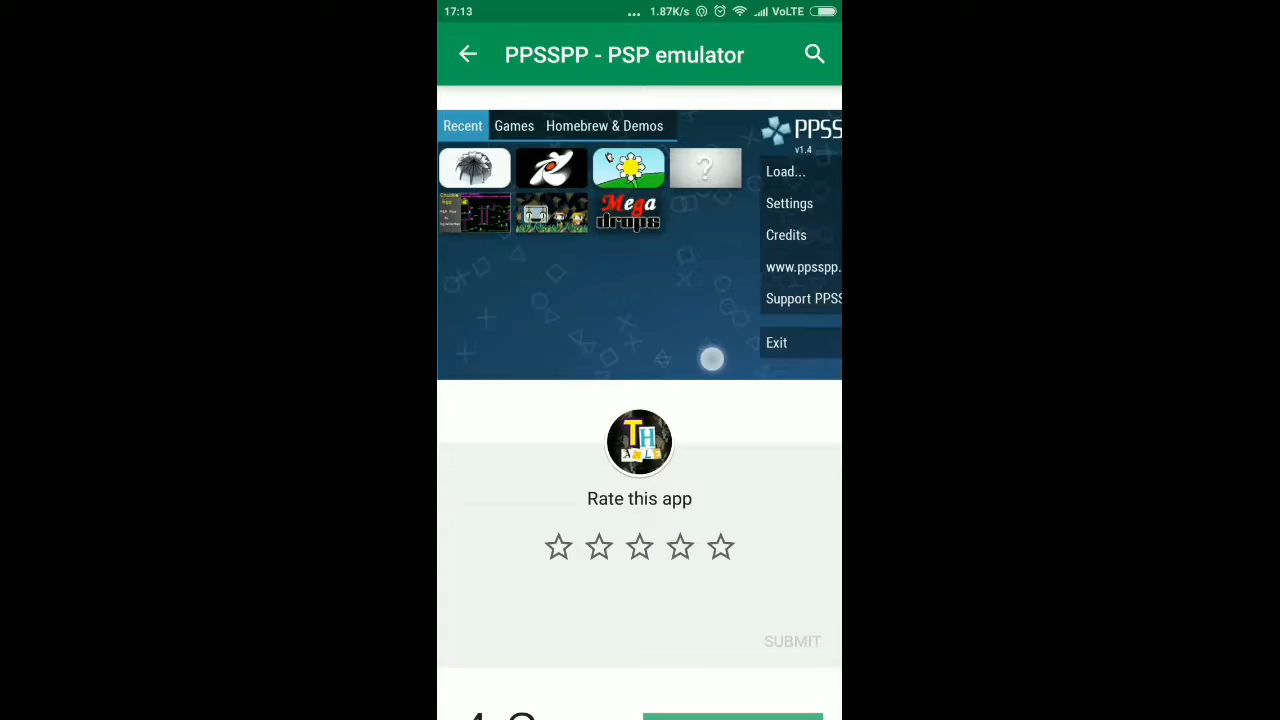 17:13
... 1.87K/s VoLTE
PPSSPP - PSP emulator
Recent Games Homebrew & Demos
PPSS
v1.4
Load...
Settings
Credits
www.ppsspp.
Support PPSS
Exit
Mega
drops
TH
Rate this app
SUBMIT